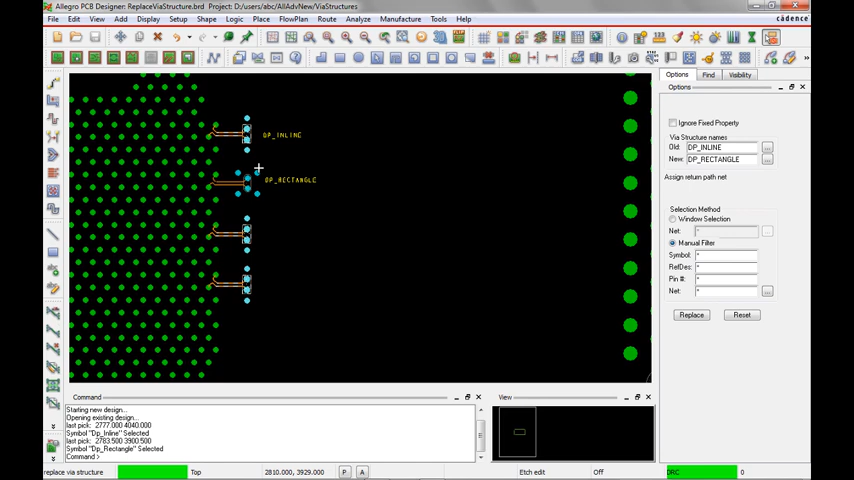 Allegro PCB Designer: ReplaceViaStructure.brd Project: D:/users/abc/AllAdvNew/ViaStructures
File Edit View Add Display Setup Shape Logic Place FlowPlan Route Analyze Manufacture Tools Help
cādence
Options Find Visibility
Options
Ignore Fixed Property
Via Structure names
Old: DP_INLINE ...
New: DP_RECTANGLE ...
Assign return path net
Selection Method
Window Selection
Net: * ...
Manual Filter
Symbol: *
RefDes: *
Pin #: *
Net: * ...
Replace Reset
DP_INLINE
DP_RECTANGLE
Command
Starting new design...
Opening existing design...
last pick: 2777.000 4040.000
Symbol "Dp_Inline" Selected
last pick: 2783.500 3900.500
Symbol "Dp_Rectangle" Selected
Command >
View
replace via structure Top 2810.000, 3929.000 P A Etch edit Off DRC 0